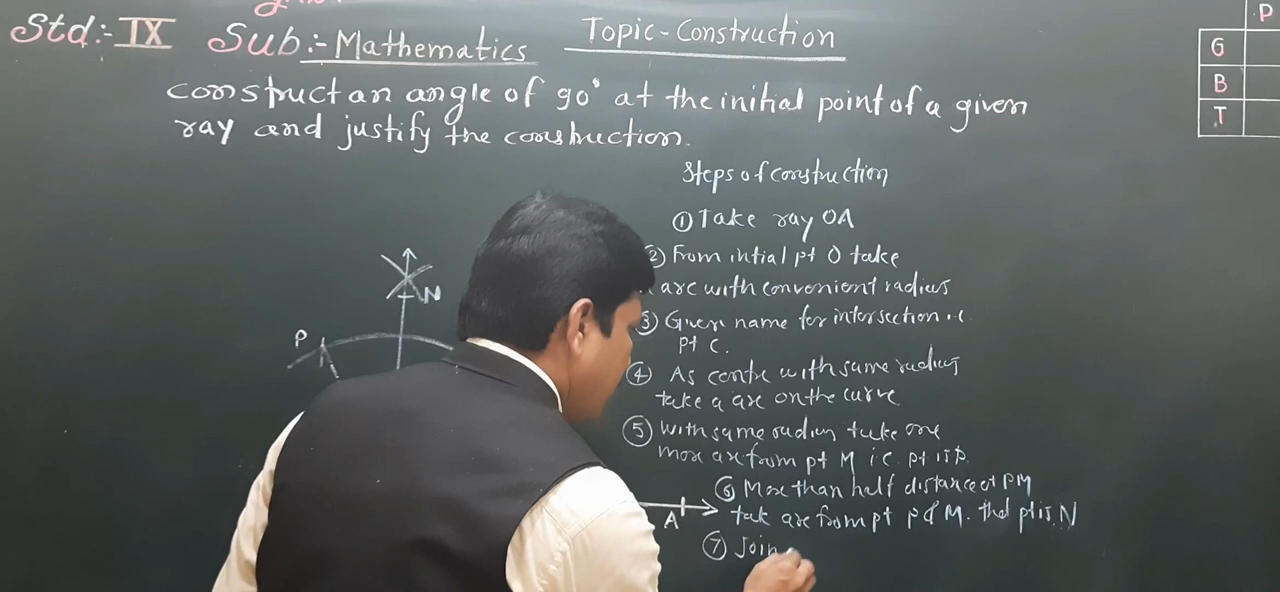 Std:- IX Sub:- Mathematics Topic-Construction
P
G
B
T
construct an angle of 90° at the initial point of a given
ray and justify the construction.
Steps of construction
① Take ray OA
2) From intial pt O take
arc with convenient radius
3) Given name for intersection i.e
pt C.
④ As centre with same radius
take a arc on the curve
⑤ With same radius take one
more arc from pt M i.e. pt is P.
⑥ More than half distance of PM
tak arc from pt P & M. that pt is N
⑦ Join
N
P
A